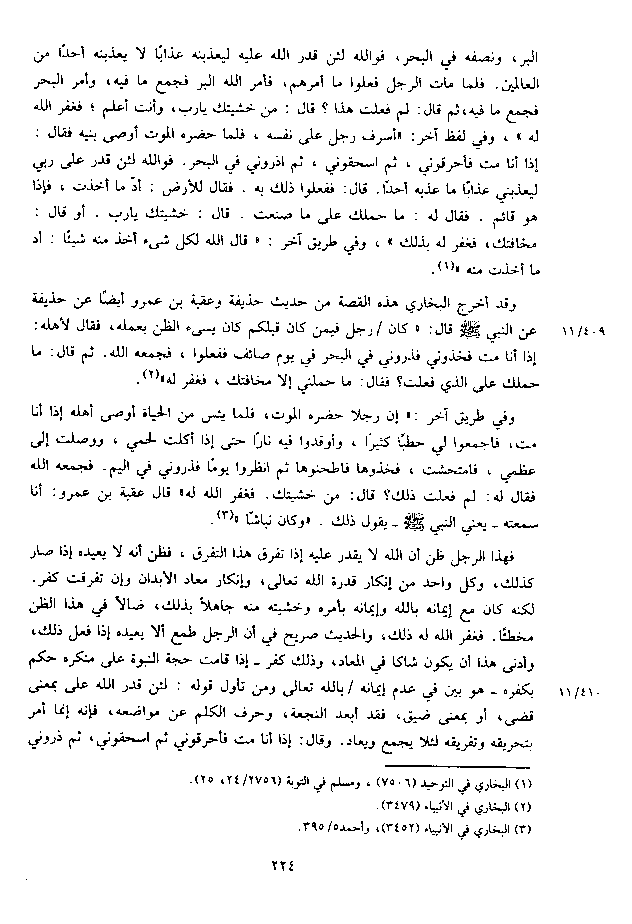 البر، ونصفه في البحر، فوالله لئن قدر الله عليه ليعذبنه عذابًا لا يعذبنه أحدًا من
العالمين. فلما مات الرجل فعلوا ما أمرهم، فأمر الله البر فجمع ما فيه، وأمر البحر
فجمع ما فيه، ثم قال: لم فعلت هذا ؟ قال : من خشيتك يارب، وأنت أعلم ؛ فغفر الله
له » ، وفي لفظ آخر: «أسرف رجل على نفسه ، فلما حضره الموت أوصى بنيه فقال :
إذا أنا مت فأحرقوني ، ثم اسحقوني ، ثم اذروني في البحر. فوالله لئن قدر على ربي
ليعذبني عذابًا ما عذبه أحدًا. قال: ففعلوا ذلك به . فقال للأرض : أدّ ما أخذت ، فإذا
هو قائم . فقال له : ما حملك على ما صنعت . قال : خشيتك يارب . أو قال :
مخافتك، فغفر له بذلك » ، وفي طريق آخر : « قال الله لكل شىء أخذ منه شيئًا : أد
ما أخذت منه »(١).
وقد أخرج البخاري هذه القصة من حديث حذيفة وعقبة بن عمرو أيضًا عن حذيفة
١١/٤٠٩ عن النبي ﷺ قال: « كان / رجل فيمن كان قبلكم كان يسىء الظن بعمله، فقال لأهله:
إذا أنا مت فخذوني فذروني في البحر في يوم صائف ففعلوا ، فجمعه الله. ثم قال: ما
حملك على الذي فعلت؟ فقال: ما حملني إلا مخافتك ، فغفر له»(٢).
وفي طريق آخر :« إن رجلا حضره الموت، فلما يئس من الحياة أوصى أهله إذا أنا
مت، فاجمعوا لي حطبًا كثيرًا ، وأوقدوا فيه نارًا حتى إذا أكلت لحمي ، ووصلت إلى
عظمي ، فامتحشت ، فخذوها فاطحنوها ثم انظروا يومًا فذروني في اليم. فجمعه الله
فقال له: لم فعلت ذلك؟ قال: من خشيتك. فغفر الله له» قال عقبة بن عمرو: أنا
سمعته ـ يعني النبي ﷺ ـ يقول ذلك . «وكان نباشًا »(٣).
فهذا الرجل ظن أن الله لا يقدر عليه إذا تفرق هذا التفرق ، فظن أنه لا يعيده إذا صار
كذلك، وكل واحد من إنكار قدرة الله تعالى، وإنكار معاد الأبدان وإن تفرقت كفر.
لكنه كان مع إيمانه بالله وإيمانه بأمره وخشيته منه جاهلاً بذلك، ضالاً في هذا الظن
مخطئًا. فغفر الله له ذلك، والحديث صريح في أن الرجل طمع ألا يعيده إذا فعل ذلك،
وأدنى هذا أن يكون شاكا في المعاد، وذلك كفر ـ إذا قامت حجة النبوة على منكره حكم
١١/٤١٠ بكفره ـ هو بين في عدم إيمانه / بالله تعالى ومن تأول قوله : لئن قدر الله على بمعنى
قضى، أو بمعنى ضيق، فقد أبعد النجعة، وحرف الكلم عن مواضعه، فإنه إنما أمر
بتحريقه وتفريقه لئلا يجمع ويعاد. وقال: إذا أنا مت فأحرقوني ثم اسحقوني، ثم ذروني
(١) البخاري في التوحيد (٧٥٠٦) ، ومسلم في التوبة (٢٤/٢٧٥٦، ٢٥).
(٢) البخاري في الأنبياء (٣٤٧٩).
(٣) البخاري في الأنبياء (٣٤٥٢)، وأحمد٥/ ٣٩٥.
٢٢٤